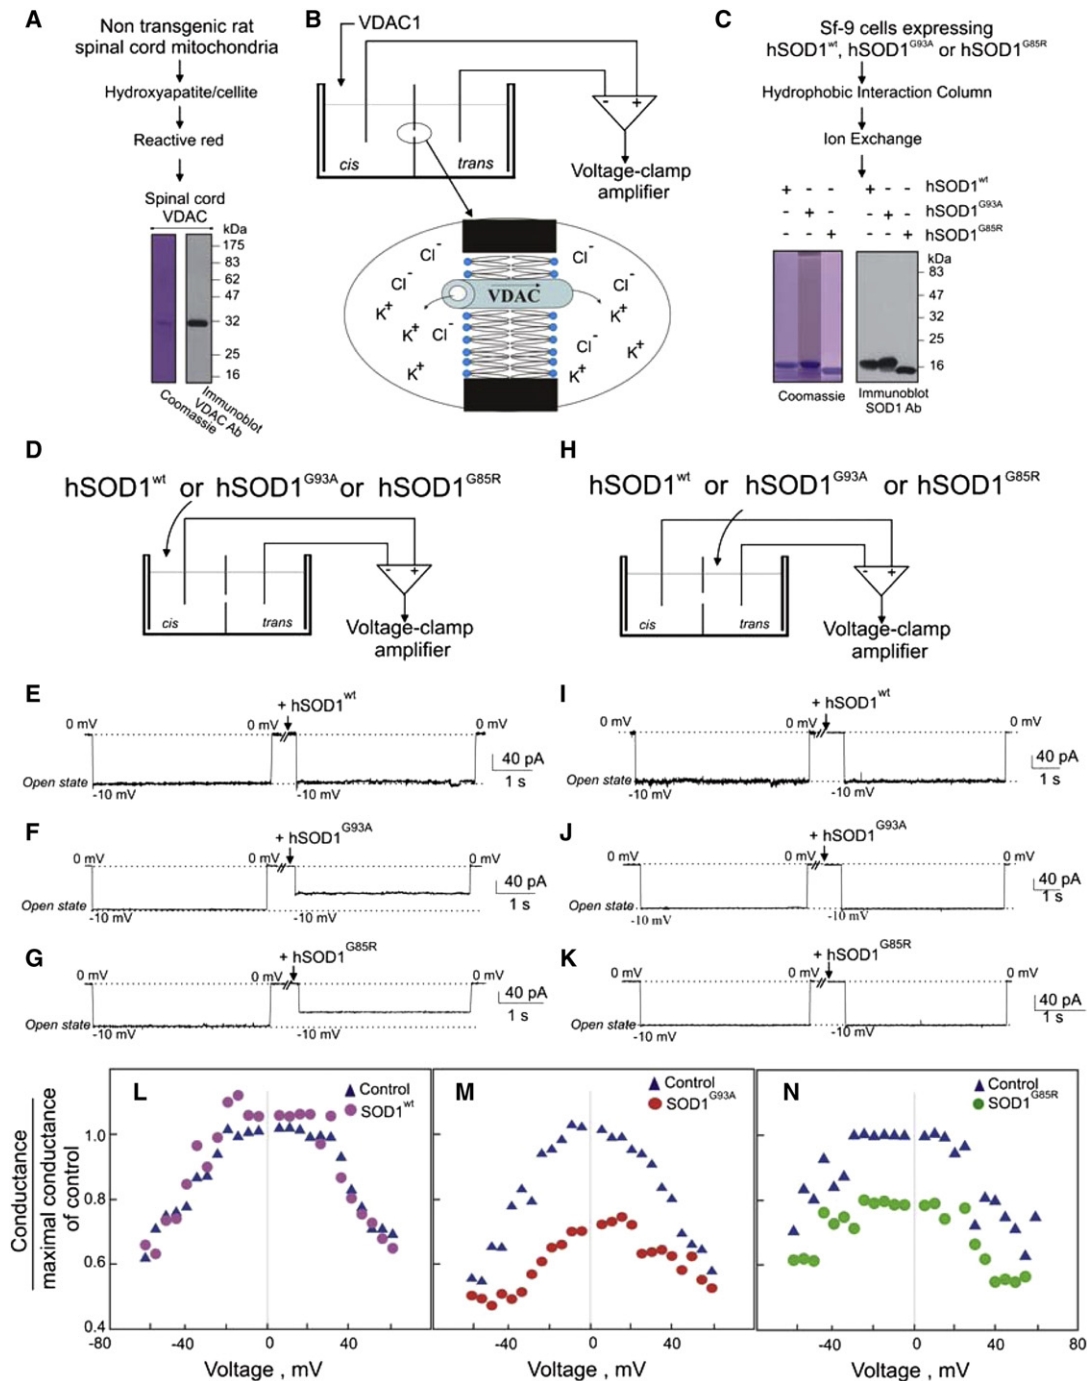 A
Non transgenic rat
spinal cord mitochondria
Hydroxyapatite/cellite
Reactive red
Spinal cord
VDAC
kDa
175
83
62
47
32
25
16
Coomassie
Immunoblot
VDAC Ab
B
VDAC1
cis
trans
- +
Voltage-clamp
amplifier
Cl-
Cl-
K+
K+
Cl-
K+
VDAC
Cl-
Cl-
K+
Cl-
K+
K+
C
Sf-9 cells expressing
hSOD1wt, hSOD1G93A or hSOD1G85R
Hydrophobic Interaction Column
Ion Exchange
+ - - + - - hSOD1wt
- + - - + - hSOD1G93A
- - + - - + hSOD1G85R
kDa
83
47
32
25
16
Coomassie
Immunoblot
SOD1 Ab
D
hSOD1wt or hSOD1G93A or hSOD1G85R
cis
trans
- +
Voltage-clamp
amplifier
H
hSOD1wt or hSOD1G93A or hSOD1G85R
cis
trans
- +
Voltage-clamp
amplifier
E
+ hSOD1wt
0 mV
0 mV
0 mV
Open state
-10 mV
-10 mV
40 pA
1 s
I
+ hSOD1wt
0 mV
0 mV
0 mV
Open state
-10 mV
-10 mV
40 pA
1 s
F
+ hSOD1G93A
0 mV
0 mV
0 mV
Open state
-10 mV
-10 mV
40 pA
1 s
J
+ hSOD1G93A
0 mV
0 mV
0 mV
Open state
-10 mV
-10 mV
40 pA
1 s
G
+ hSOD1G85R
0 mV
0 mV
0 mV
Open state
-10 mV
-10 mV
40 pA
1 s
K
+ hSOD1G85R
0 mV
0 mV
0 mV
Open state
-10 mV
-10 mV
40 pA
1 s
Conductance
maximal conductance
of control
1.0
0.8
0.6
0.4
L
Control
SOD1wt
-80 -40 0 40
Voltage , mV
M
Control
SOD1G93A
-40 0 40
Voltage , mV
N
Control
SOD1G85R
-40 0 40 80
Voltage , mV